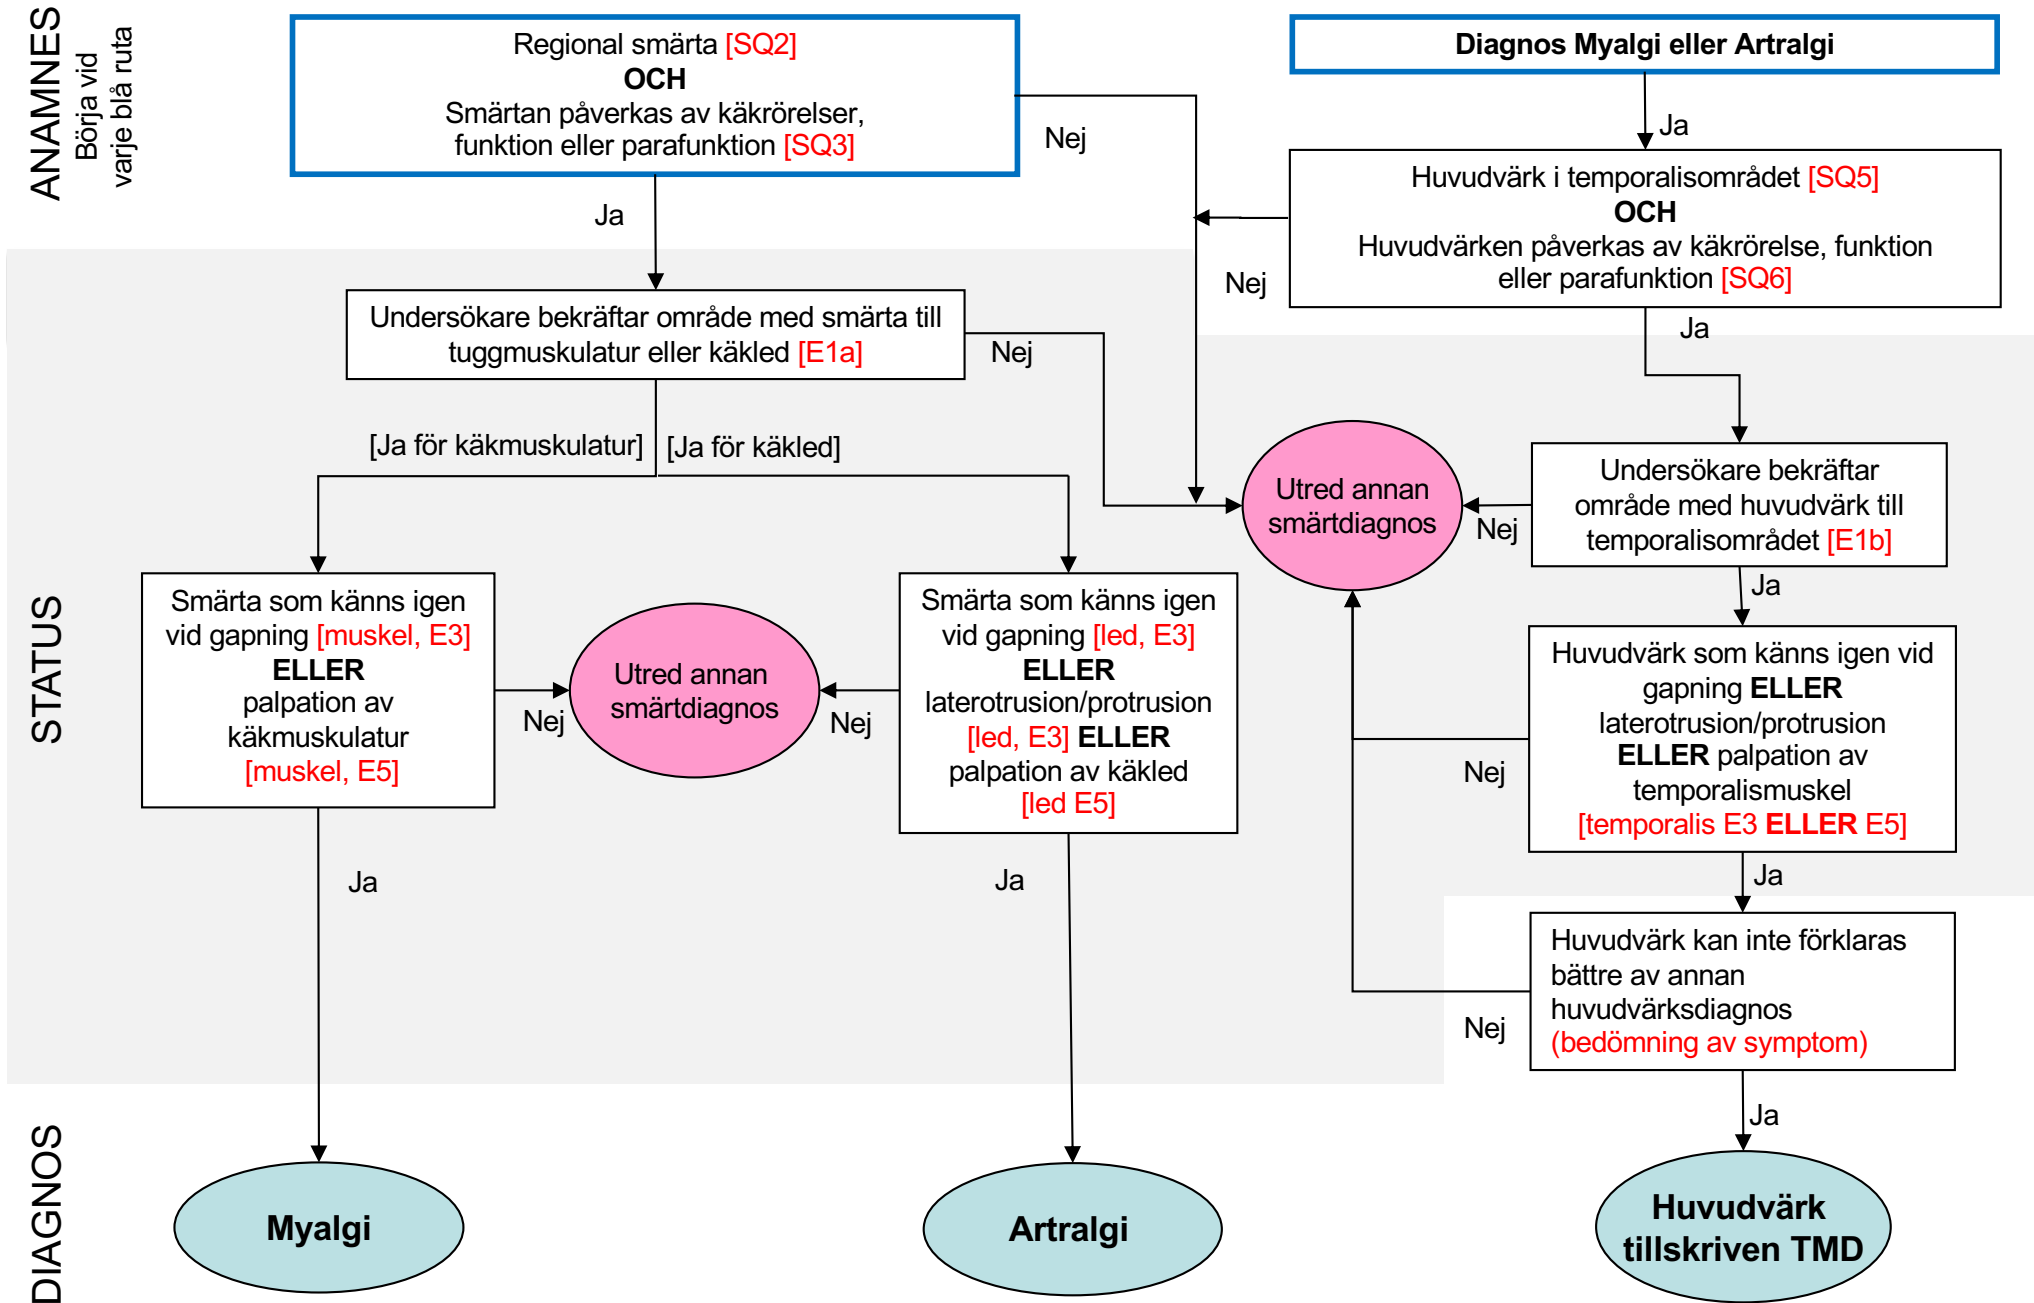 ANAMNES
Börja vid
varje blå ruta
Regional smärta [SQ2]
OCH
Smärtan påverkas av käkrörelser,
funktion eller parafunktion [SQ3]
Nej
Ja
Diagnos Myalgi eller Artralgi
Ja
Huvudvärk i temporalisområdet [SQ5]
OCH
Huvudvärken påverkas av käkrörelse, funktion
eller parafunktion [SQ6]
Nej
Ja
STATUS
Undersökare bekräftar område med smärta till
tuggmuskulatur eller käkled [E1a]
Nej
[Ja för käkmuskulatur]
[Ja för käkled]
Utred annan
smärtdiagnos
Undersökare bekräftar
område med huvudvärk till
temporalisområdet [E1b]
Nej
Ja
Smärta som känns igen
vid gapning [muskel, E3]
ELLER
palpation av
käkmuskulatur
[muskel, E5]
Nej
Ja
Utred annan
smärtdiagnos
Smärta som känns igen
vid gapning [led, E3]
ELLER
laterotrusion/protrusion
[led, E3] ELLER
palpation av käkled
[led E5]
Nej
Ja
Huvudvärk som känns igen vid
gapning ELLER
laterotrusion/protrusion
ELLER palpation av
temporalismuskel
[temporalis E3 ELLER E5]
Nej
Ja
Huvudvärk kan inte förklaras
bättre av annan
huvudvärksdiagnos
(bedömning av symptom)
Nej
Ja
DIAGNOS
Myalgi
Artralgi
Huvudvärk
tillskriven TMD